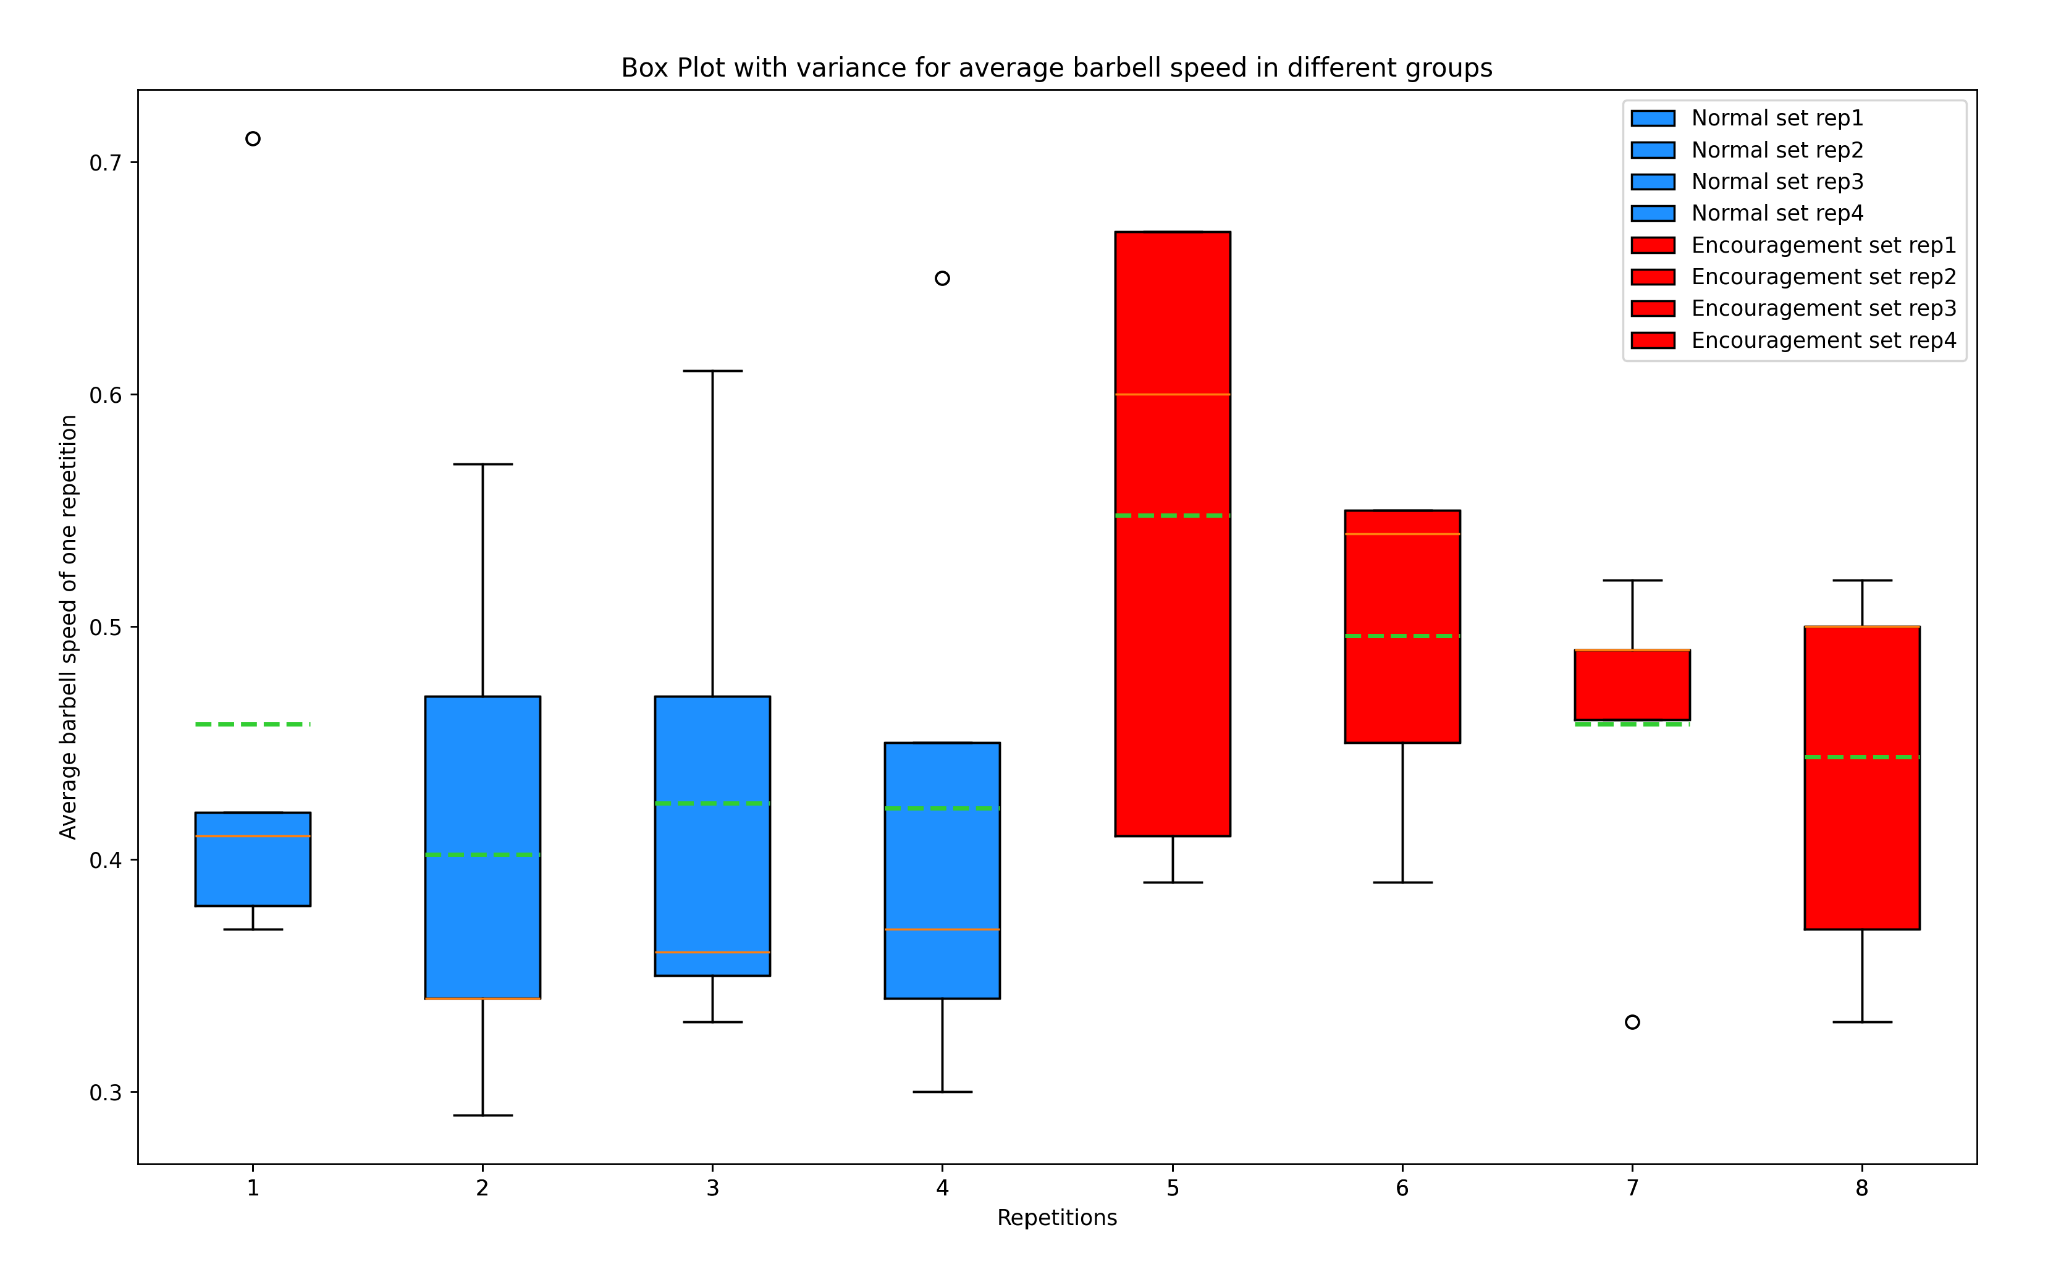 Box Plot with variance for average barbell speed in different groups
Normal set rep1
Normal set rep2
Normal set rep3
Normal set rep4
Encouragement set rep1
Encouragement set rep2
Encouragement set rep3
Encouragement set rep4
Average barbell speed of one repetition
0.7
0.6
0.5
0.4
0.3
1 2 3 4 5 6 7 8
Repetitions